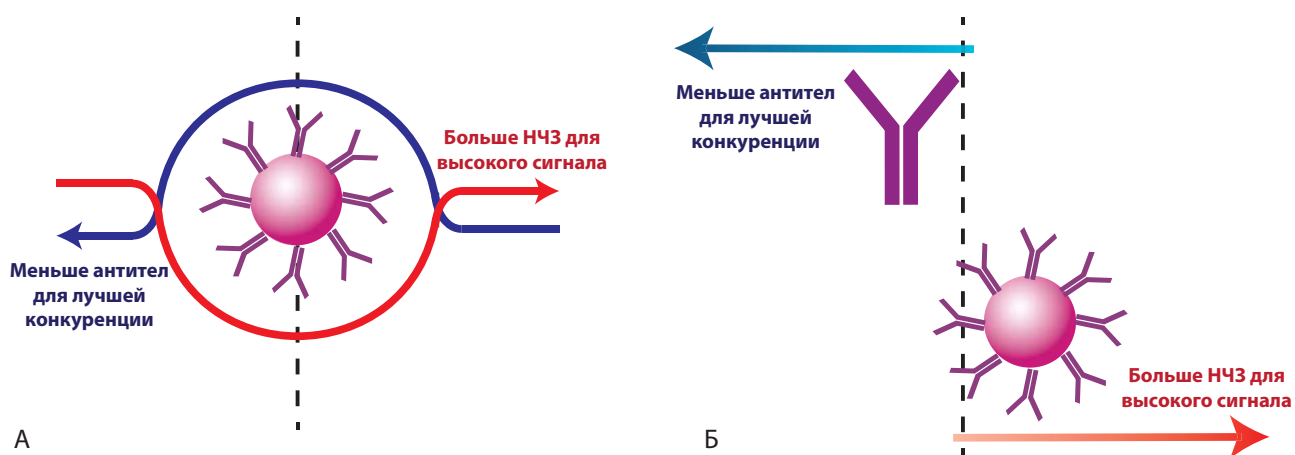 Больше НЧЗ для
высокого сигнала
Меньше антител
для лучшей
конкуренции
А
Меньше антител
для лучшей
конкуренции
Больше НЧЗ для
высокого сигнала
Б